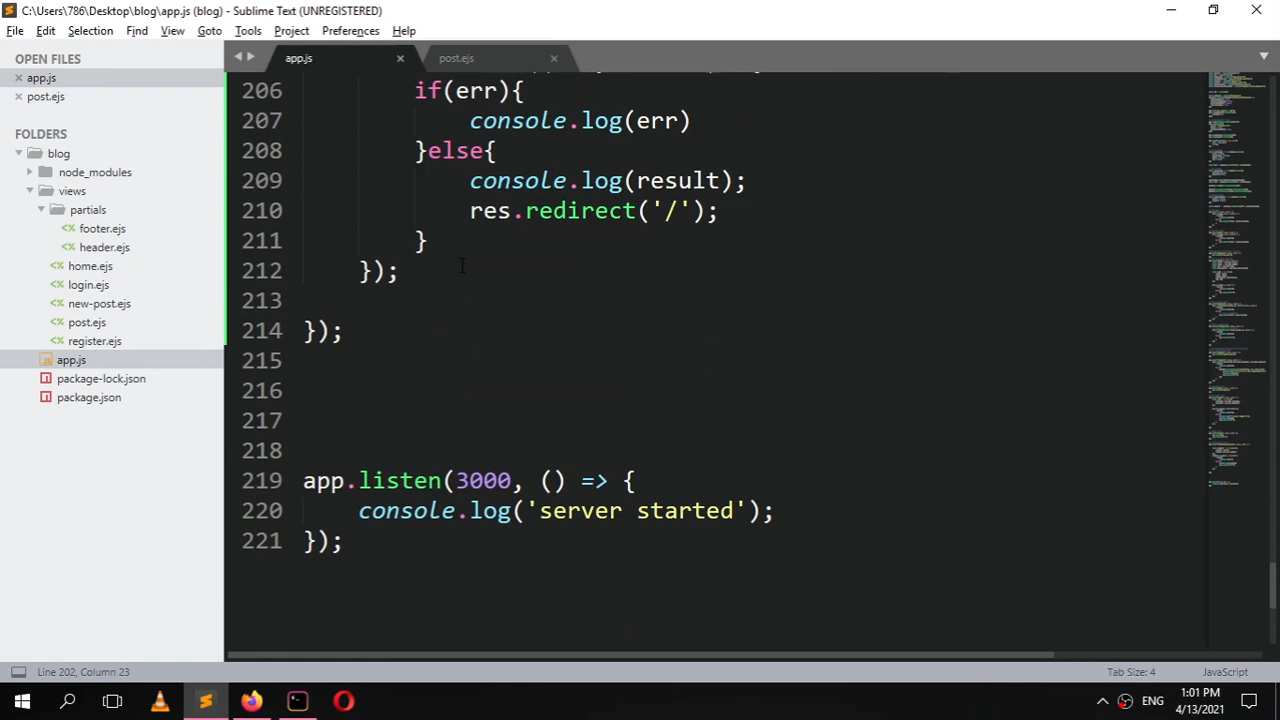 C:\Users\786\Desktop\blog\app.js (blog) - Sublime Text (UNREGISTERED)
File Edit Selection Find View Goto Tools Project Preferences Help
OPEN FILES
app.js
post.ejs
FOLDERS
blog
node_modules
views
partials
footer.ejs
header.ejs
home.ejs
login.ejs
new-post.ejs
post.ejs
register.ejs
app.js
package-lock.json
package.json
app.js post.ejs
206 if(err){
207 console.log(err)
208 }else{
209 console.log(result);
210 res.redirect('/');
211 }
212 });
213
214 });
215
216
217
218
219 app.listen(3000, () => {
220 console.log('server started');
221 });
Line 202, Column 23 Tab Size: 4 JavaScript
ENG
1:01 PM
4/13/2021